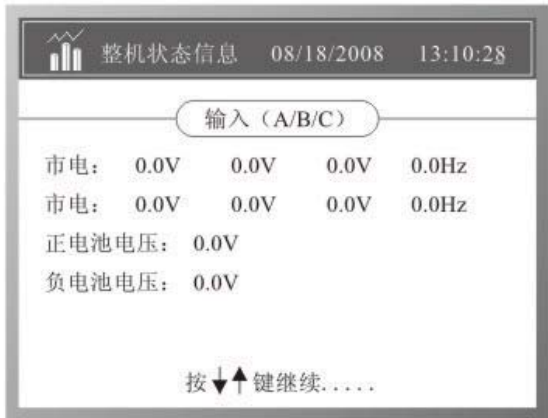 整机状态信息 08/18/2008 13:10:28
输入（A/B/C）
市电： 0.0V 0.0V 0.0V 0.0Hz
市电： 0.0V 0.0V 0.0V 0.0Hz
正电池电压： 0.0V
负电池电压： 0.0V
按↓↑键继续.....